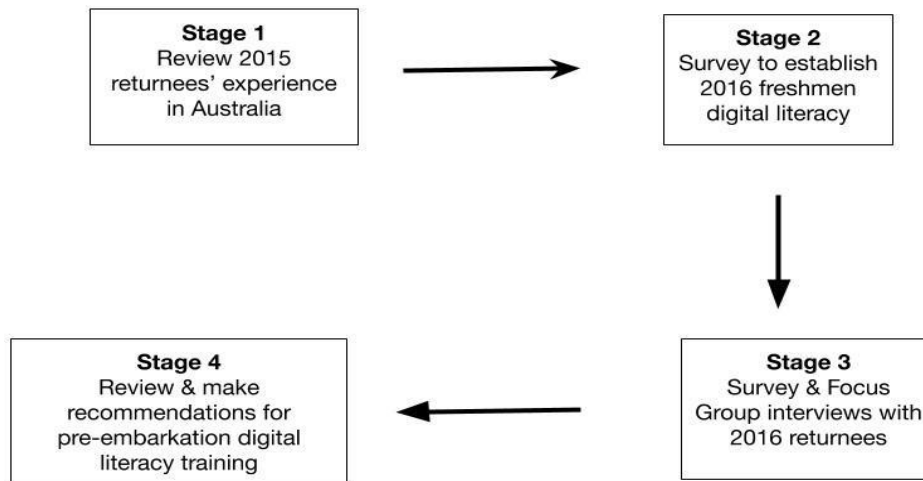 Stage 1
Review 2015
returnees’ experience
in Australia
Stage 2
Survey to establish
2016 freshmen
digital literacy
Stage 3
Survey & Focus
Group interviews with
2016 returnees
Stage 4
Review & make
recommendations for
pre-embarkation digital
literacy training